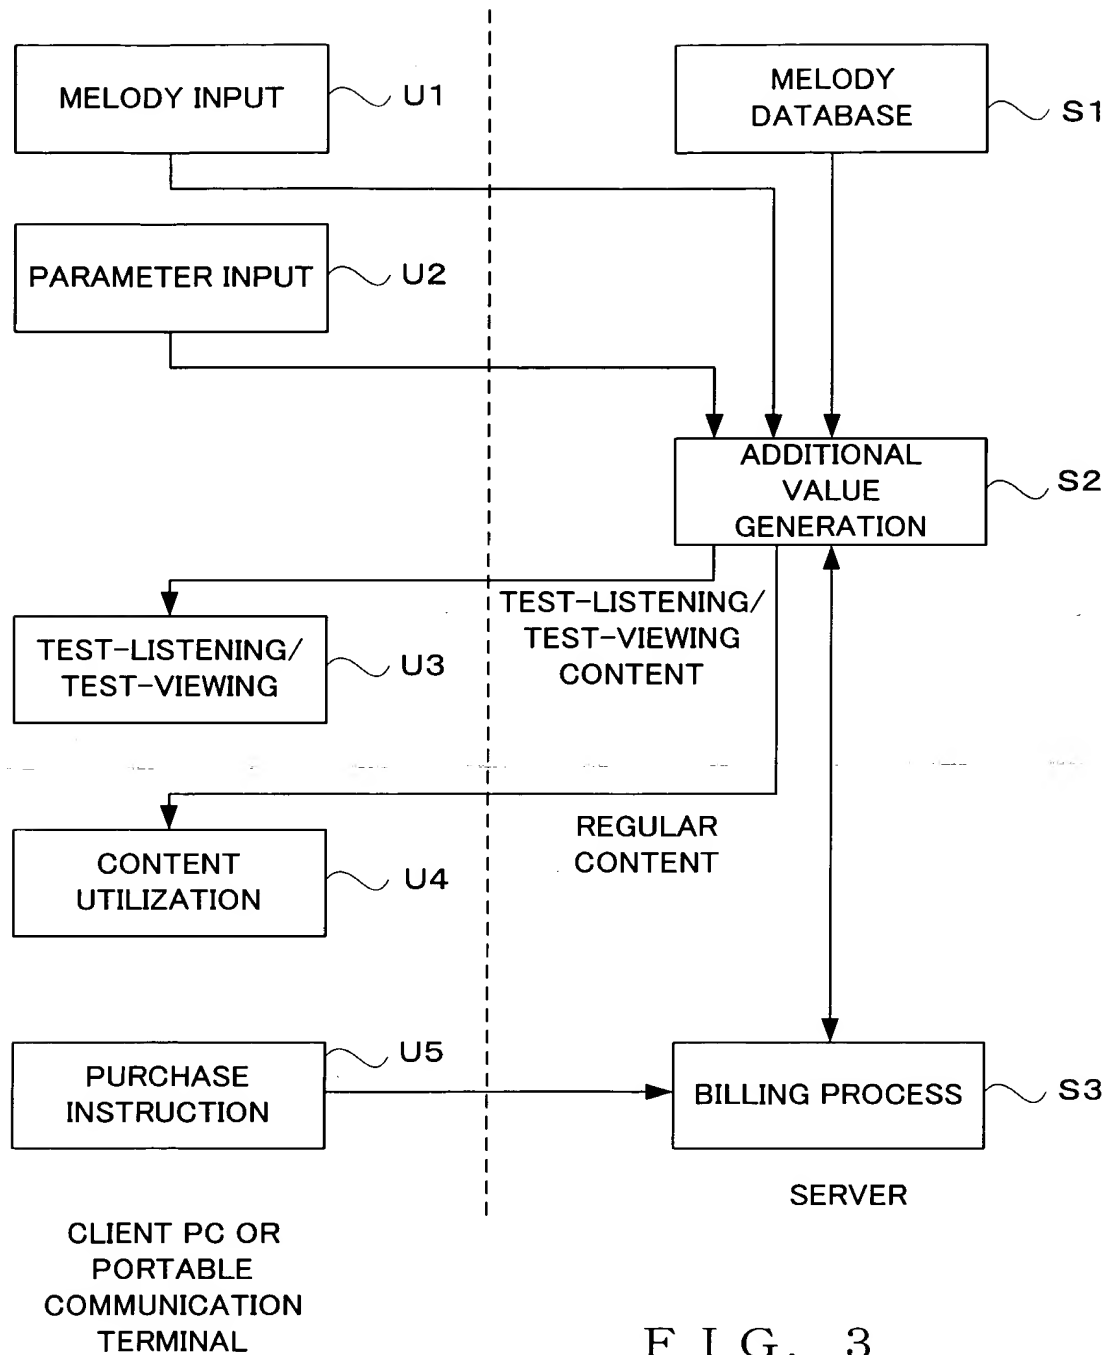 MELODY INPUT
U1
MELODY
DATABASE
S1
PARAMETER INPUT
U2
ADDITIONAL
VALUE
GENERATION
S2
TEST-LISTENING/
TEST-VIEWING
U3
TEST-LISTENING/
TEST-VIEWING
CONTENT
CONTENT
UTILIZATION
U4
REGULAR
CONTENT
PURCHASE
INSTRUCTION
U5
BILLING PROCESS
S3
SERVER
CLIENT PC OR
PORTABLE
COMMUNICATION
TERMINAL
FIG. 3